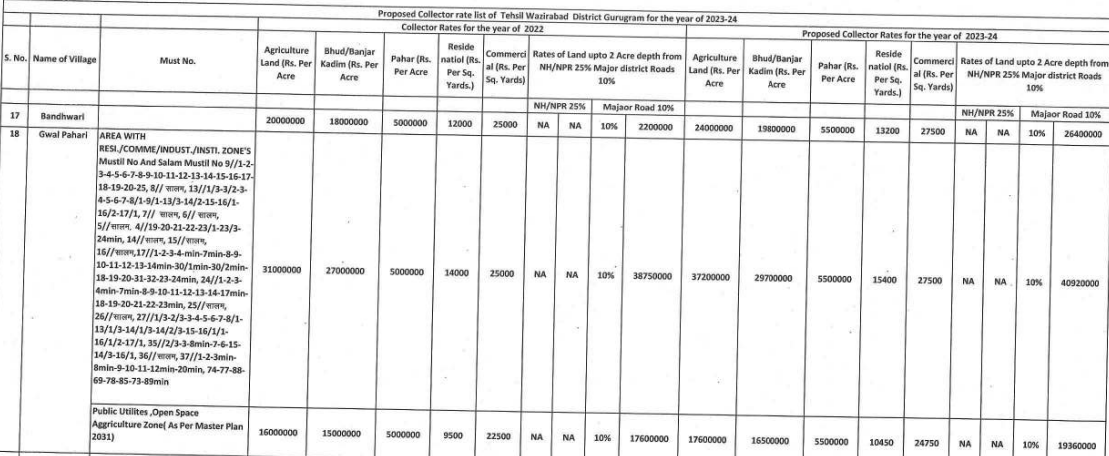 Proposed Collector rate list of Tehsil Wazirabad District Gurugram for the year of 2023-24
Collector Rates for the year of 2022
Proposed Collector Rates for the year of 2023-24
S. No. Name of Village Must No. Agriculture Land (Rs. Per Acre Bhud/Banjar Kadim (Rs. Per Acre Pahar (Rs. Per Acre Reside natiol (Rs. Per Sq. Yards.) Commerci al (Rs. Per Sq. Yards) Rates of Land upto 2 Acre depth from NH/NPR 25% Major district Roads 10% Agriculture Land (Rs. Per Acre Bhud/Banjar Kadim (Rs. Per Acre Pahar (Rs. Per Acre Reside natiol (Rs. Per Sq. Yards.) Commerci al (Rs. Per Sq. Yards) Rates of Land upto 2 Acre depth from NH/NPR 25% Major district Roads 10%
NH/NPR 25% Majaor Road 10% NH/NPR 25% Majaor Road 10%
17 Bandhwari 20000000 18000000 5000000 12000 25000 NA NA 10% 2200000 24000000 19800000 5500000 13200 27500 NA NA 10% 26400000
18 Gwal Pahari AREA WITH
RESI./COMME/INDUST./INSTI. ZONE'S
Mustil No And Salam Mustil No 9//1-2-
3-4-5-6-7-8-9-10-11-12-13-14-15-16-17-
18-19-20-25, 8// सालम, 13//1/3-3/2-3-
4-5-6-7-8/1-9/1-13/3-14/2-15-16/1-
16/2-17/1, 7// सालम, 6// सालम,
5//सालम, 4//19-20-21-22-23/1-23/3-
24min, 14//सालम, 15//सालम,
16//सालम,17//1-2-3-4-min-7min-8-9-
10-11-12-13-14min-30/1min-30/2min-
18-19-20-31-32-23-24min, 24//1-2-3-
4min-7min-8-9-10-11-12-13-14-17min-
18-19-20-21-22-23min, 25//सालम,
26//सालम, 27//1/3-2/3-3-4-5-6-7-8/1-
13/1/3-14/1/3-14/2/3-15-16/1/1-
16/1/2-17/1, 35//2/3-3-8min-7-6-15-
14/3-16/1, 36//सालम, 37//1-2-3min-
8min-9-10-11-12min-20min, 74-77-88-
69-78-85-73-89min
31000000 27000000 5000000 14000 25000 NA NA 10% 38750000 37200000 29700000 5500000 15400 27500 NA NA 10% 40920000
Public Utilites ,Open Space
Aggriculture Zone( As Per Master Plan
2031)
16000000 15000000 5000000 9500 22500 NA NA 10% 17600000 17600000 16500000 5500000 10450 24750 NA NA 10% 19360000